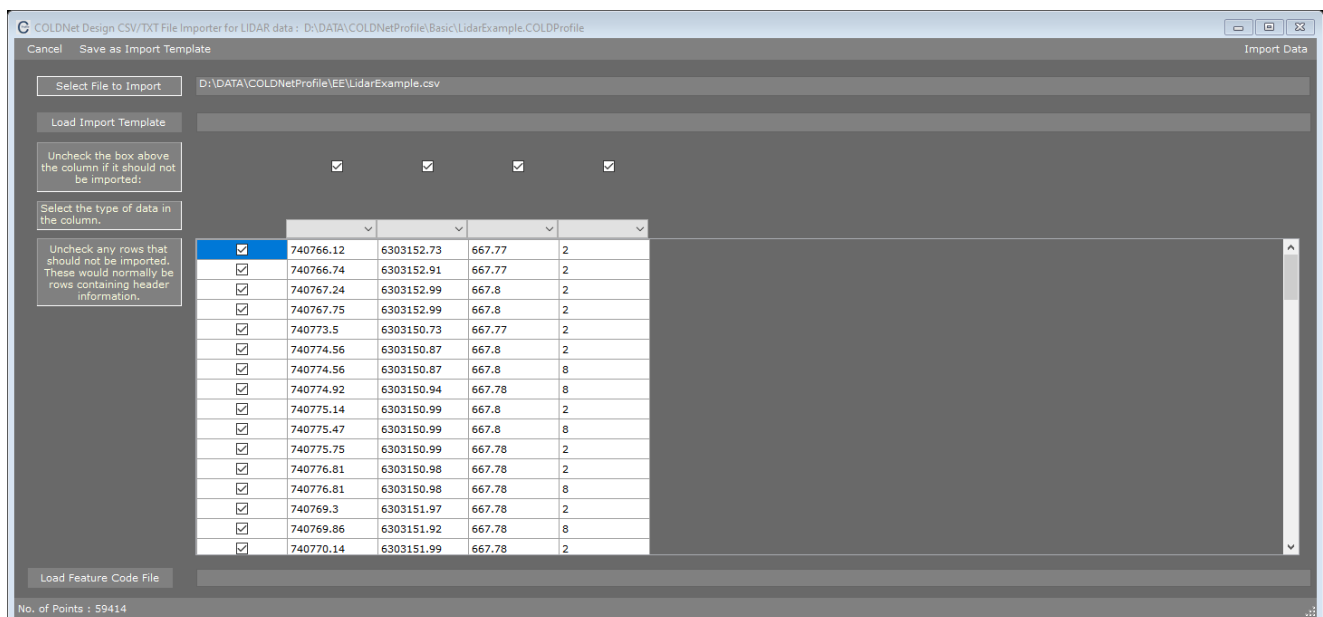 COLDNet Design CSV/TXT File Importer for LIDAR data : D:\DATA\COLDNetProfile\Basic\LidarExample.COLDProfile
Cancel Save as Import Template Import Data
Select File to Import D:\DATA\COLDNetProfile\EE\LidarExample.csv
Load Import Template
Uncheck the box above
the column if it should not
be imported:
Select the type of data in
the column.
Uncheck any rows that
should not be imported.
These would normally be
rows containing header
information.
740766.12 6303152.73 667.77 2
740766.74 6303152.91 667.77 2
740767.24 6303152.99 667.8 2
740767.75 6303152.99 667.8 2
740773.5 6303150.73 667.77 2
740774.56 6303150.87 667.8 2
740774.56 6303150.87 667.8 8
740774.92 6303150.94 667.78 8
740775.14 6303150.99 667.8 2
740775.47 6303150.99 667.8 8
740775.75 6303150.99 667.78 2
740776.81 6303150.98 667.78 2
740776.81 6303150.98 667.78 8
740769.3 6303151.97 667.78 2
740769.86 6303151.92 667.78 8
740770.14 6303151.99 667.78 2
Load Feature Code File
No. of Points : 59414